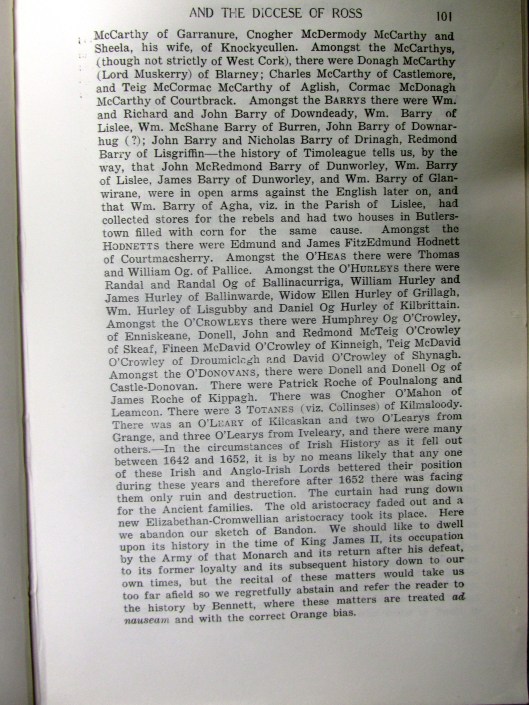 AND THE DIOCESE OF ROSS 101
McCarthy of Garranure, Cnogher McDermody McCarthy and
Sheela, his wife, of Knockycullen. Amongst the McCarthys,
(though not strictly of West Cork), there were Donagh McCarthy
(Lord Muskerry) of Blarney; Charles McCarthy of Castlemore,
and Teig McCormac McCarthy of Aglish, Cormac McDonagh
McCarthy of Courtbrack. Amongst the BARRYS there were Wm.
and Richard and John Barry of Downdeady, Wm. Barry of
Lislee, Wm. McShane Barry of Burren, John Barry of Downar-
hug (?); John Barry and Nicholas Barry of Drinagh, Redmond
Barry of Lisgriffin—the history of Timoleague tells us, by the
way, that John McRedmond Barry of Dunworley, Wm. Barry
of Lislee, James Barry of Dunworley, and Wm. Barry of Glan-
wirane, were in open arms against the English later on, and
that Wm. Barry of Agha, viz. in the Parish of Lislee, had
collected stores for the rebels and had two houses in Butlers-
town filled with corn for the same cause. Amongst the
HODNETTS there were Edmund and James FitzEdmund Hodnett
of Courtmacsherry. Amongst the O'HEAS there were Thomas
and William Og. of Pallice. Amongst the O'HURLEYS there were
Randal and Randal Og of Ballinacurriga, William Hurley and
James Hurley of Ballinwarde, Widow Ellen Hurley of Grillagh,
Wm. Hurley of Lisgubby and Daniel Og Hurley of Kilbrittain.
Amongst the O'CROWLEYS there were Humphrey Og O'Crowley,
of Enniskeane, Donell, John and Redmond McTeig O'Crowley
of Skeaf, Fineen McDavid O'Crowley of Kinneigh, Teig McDavid
O'Crowley of Droumiclogh and David O'Crowley of Shynagh.
Amongst the O'DONOVANS, there were Donell and Donell Og of
Castle-Donovan. There were Patrick Roche of Poulnalong and
James Roche of Kippagh. There was Cnogher O'Mahon of
Leamcon. There were 3 TOTANES (viz. Collinses) of Kilmaloody.
There was an O'LEARY of Kilcaskan and two O'Learys from
Grange, and three O'Learys from Iveleary, and there were many
others.—In the circumstances of Irish History as it fell out
between 1642 and 1652, it is by no means likely that any one
of these Irish and Anglo-Irish Lords bettered their position
during these years and therefore after 1652 there was facing
them only ruin and destruction. The curtain had rung down
for the Ancient families. The old aristocracy faded out and a
new Elizabethan-Cromwellian aristocracy took its place. Here
we abandon our sketch of Bandon. We should like to dwell
upon its history in the time of King James II, its occupation
by the Army of that Monarch and its return after his defeat,
to its former loyalty and its subsequent history down to our
own times, but the recital of these matters would take us
too far afield so we regretfully abstain and refer the reader to
the history by Bennett, where these matters are treated ad
nauseam and with the correct Orange bias.